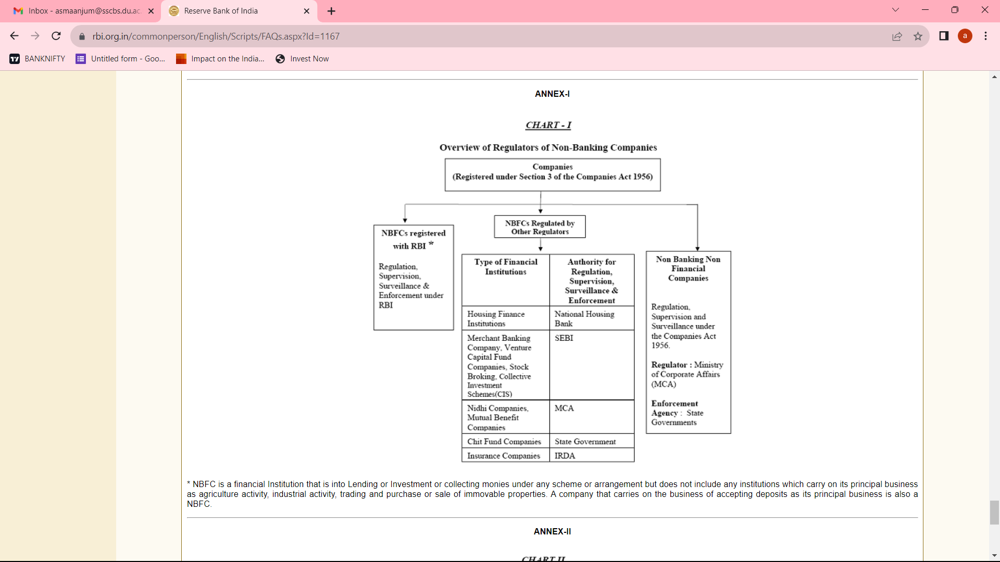 Inbox - asmaanjum@sscbs.du.ac.
Reserve Bank of India
rbi.org.in/commonperson/English/Scripts/FAQs.aspx?Id=1167
a
BANKNIFTY
Untitled form - Goo...
Impact on the India...
Invest Now
ANNEX-I
CHART - I
Overview of Regulators of Non-Banking Companies
Companies
(Registered under Section 3 of the Companies Act 1956)
NBFCs registered
with RBI *
Regulation,
Supervision,
Surveillance &
Enforcement under
RBI
NBFCs Regulated by
Other Regulators
Type of Financial
Institutions
Authority for
Regulation,
Supervision,
Surveillance &
Enforcement
Housing Finance
Institutions
National Housing
Bank
Merchant Banking
Company, Venture
Capital Fund
Companies, Stock
Broking, Collective
Investment
Schemes(CIS)
SEBI
Nidhi Companies,
Mutual Benefit
Companies
MCA
Chit Fund Companies
State Government
Insurance Companies
IRDA
Non Banking Non
Financial
Companies
Regulation,
Supervision and
Surveillance under
the Companies Act
1956.
Regulator : Ministry
of Corporate Affairs
(MCA)
Enforcement
Agency : State
Governments
* NBFC is a financial Institution that is into Lending or Investment or collecting monies under any scheme or arrangement but does not include any institutions which carry on its principal business
as agriculture activity, industrial activity, trading and purchase or sale of immovable properties. A company that carries on the business of accepting deposits as its principal business is also a
NBFC.
ANNEX-II
CHART II